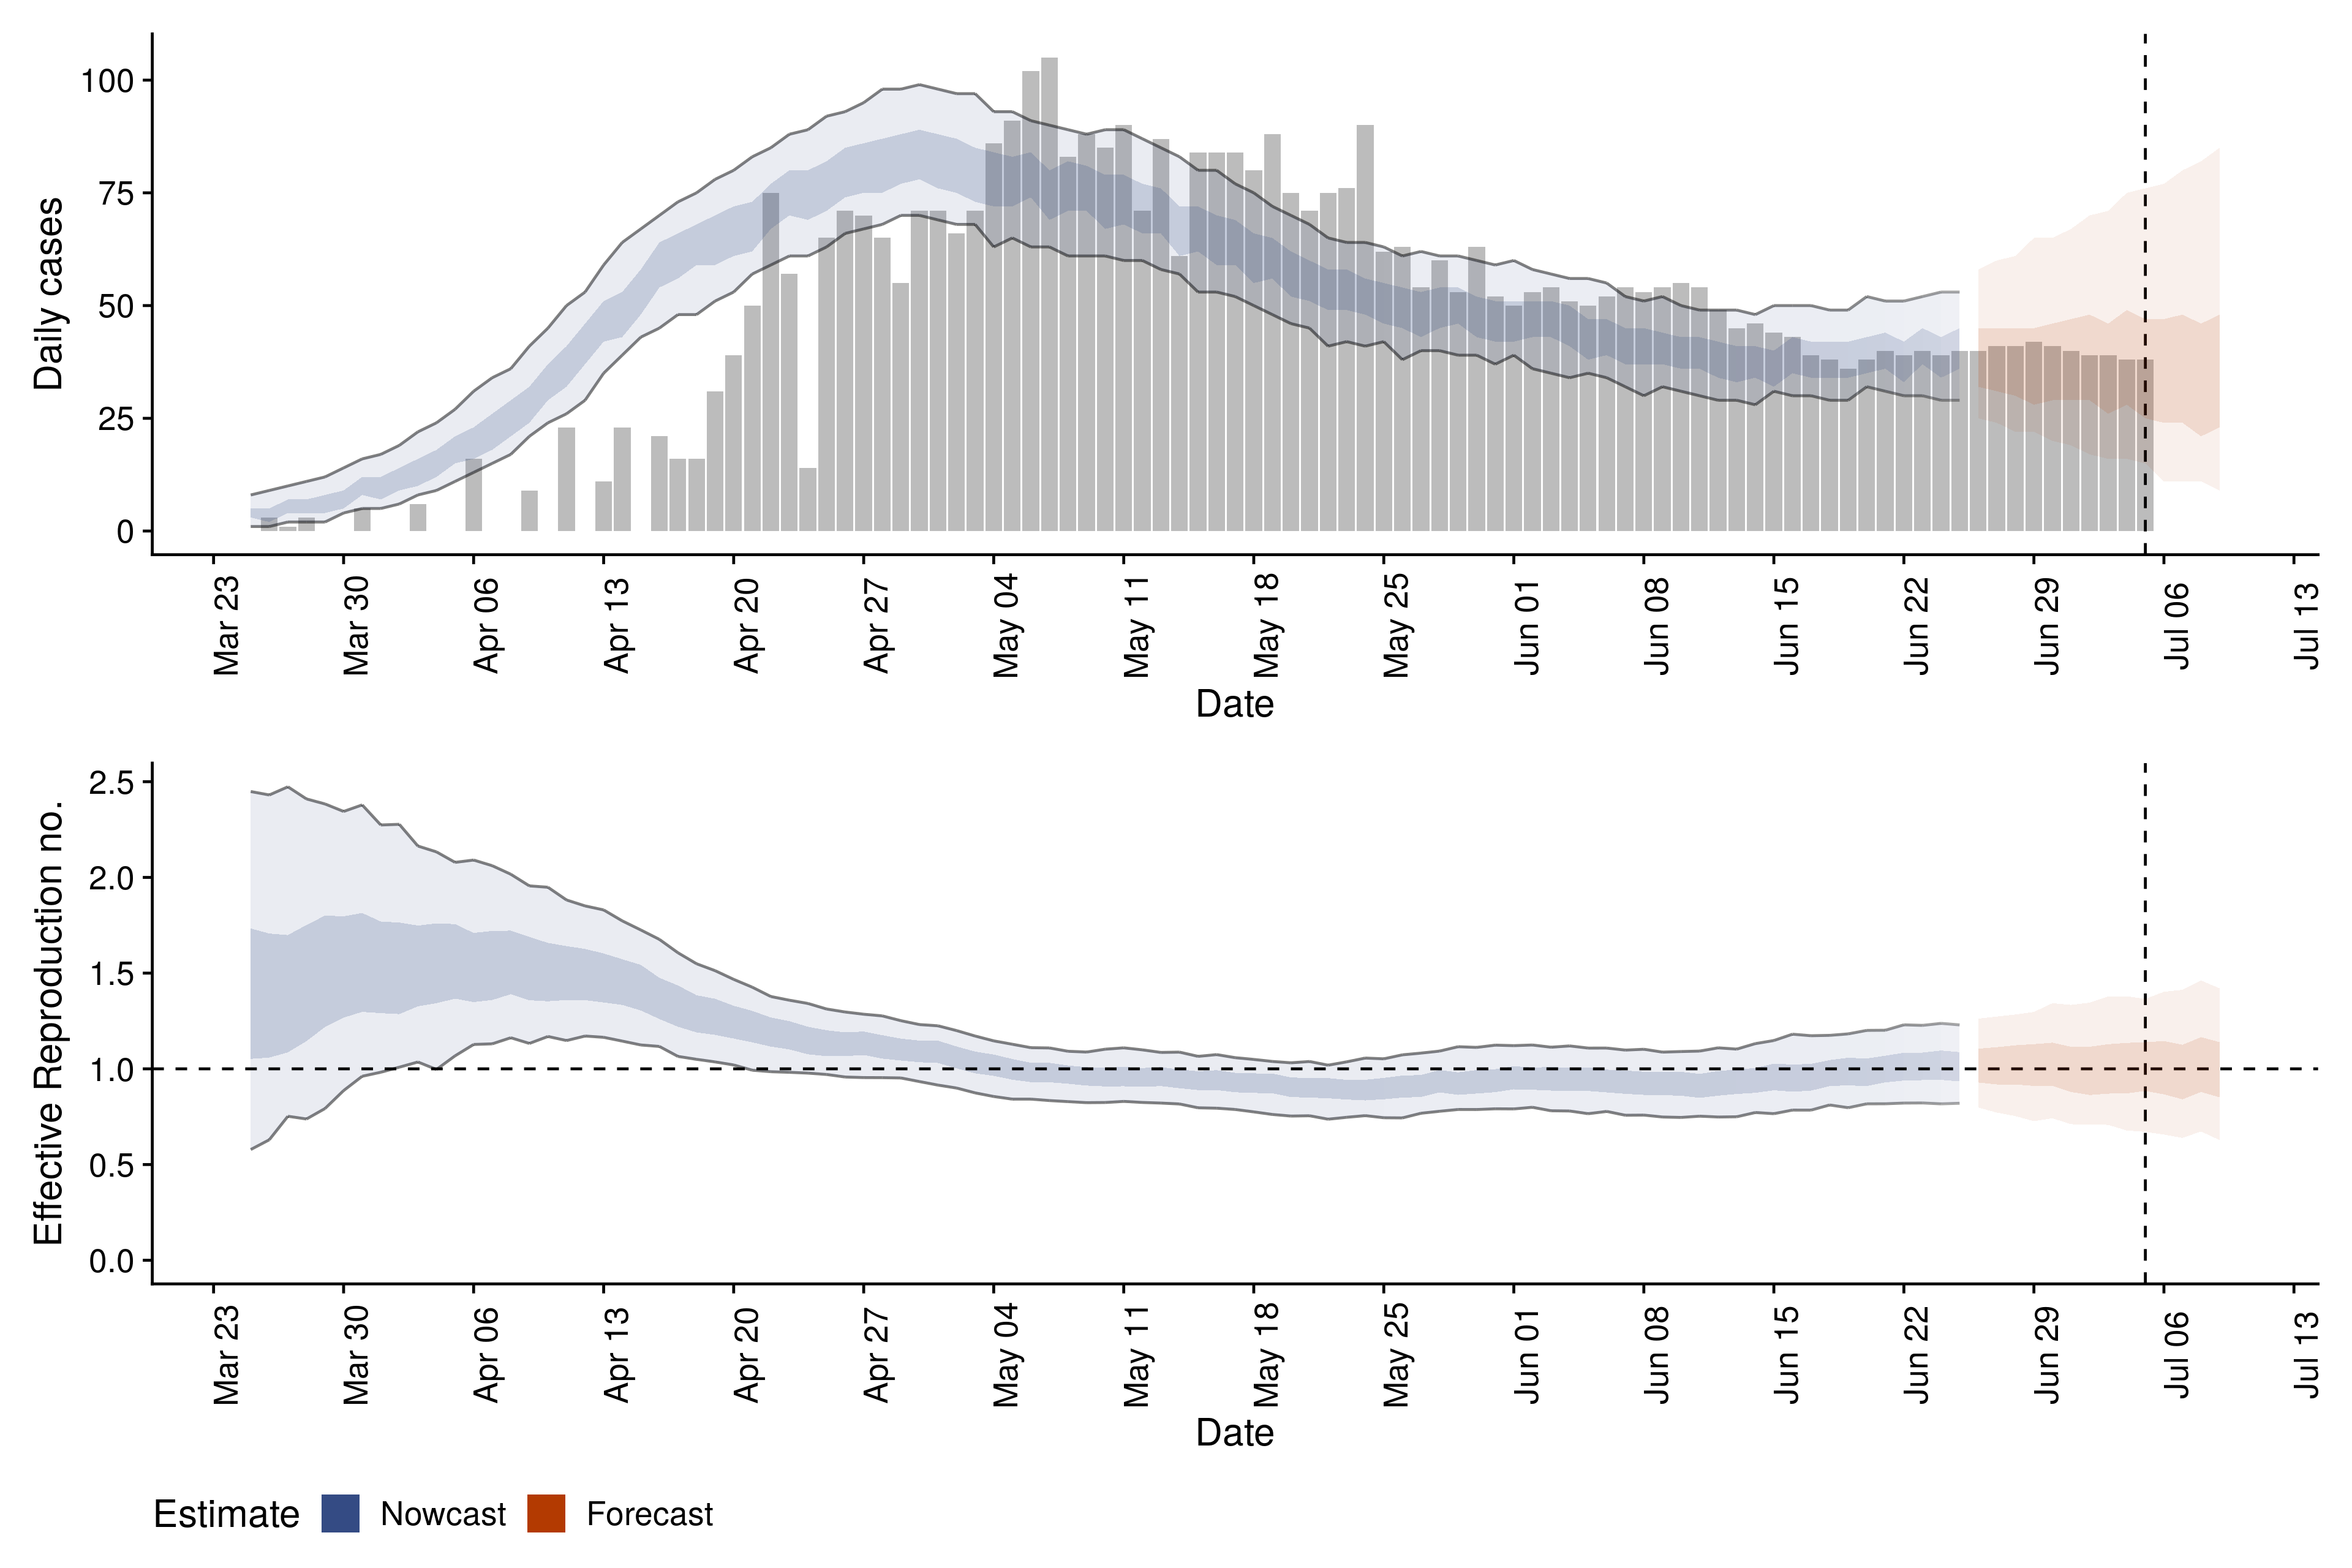 Daily cases
100
75
50
25
0
Mar 23
Mar 30
Apr 06
Apr 13
Apr 20
Apr 27
May 04
May 11
May 18
May 25
Jun 01
Jun 08
Jun 15
Jun 22
Jun 29
Jul 06
Jul 13
Date
Effective Reproduction no.
2.5
2.0
1.5
1.0
0.5
0.0
Mar 23
Mar 30
Apr 06
Apr 13
Apr 20
Apr 27
May 04
May 11
May 18
May 25
Jun 01
Jun 08
Jun 15
Jun 22
Jun 29
Jul 06
Jul 13
Date
Estimate Nowcast Forecast